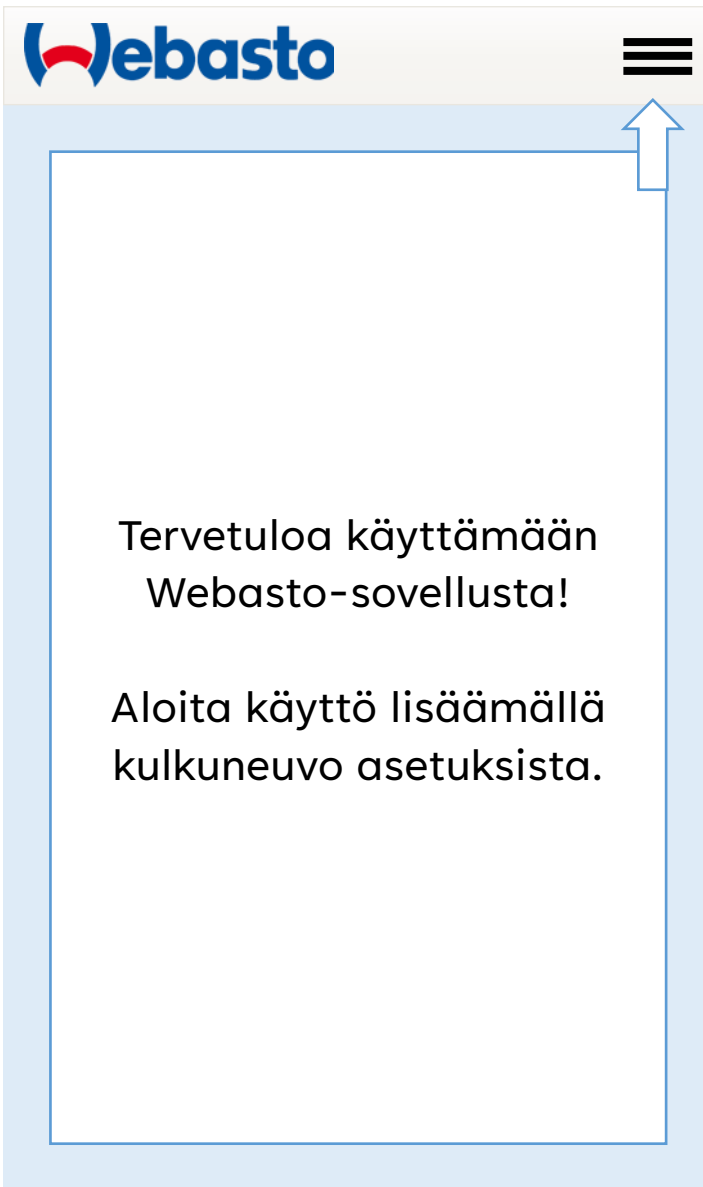 Webasto
Tervetuloa käyttämään
Webasto-sovellusta!
Aloita käyttö lisäämällä
kulkuneuvo asetuksista.